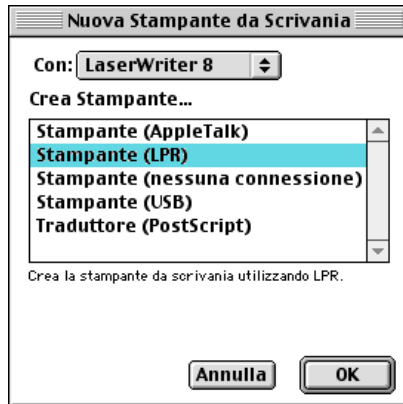 Nuova Stampante da Scrivania
Con: LaserWriter 8
Crea Stampante...
Stampante (AppleTalk)
Stampante (LPR)
Stampante (nessuna connessione)
Stampante (USB)
Traduttore (PostScript)
Crea la stampante da scrivania utilizzando LPR.
Annulla OK